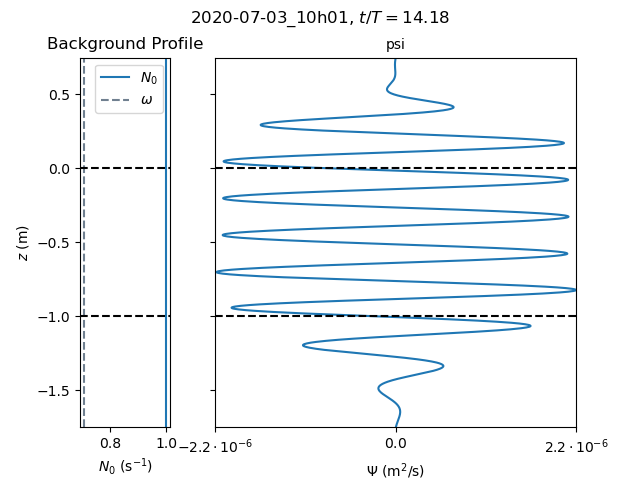 2020-07-03_10h01, t/T = 14.18
Background Profile
psi
N₀
ω
0.5
0.0
−0.5
−1.0
−1.5
z (m)
0.8 1.0
N₀ (s⁻¹)
−2.2 · 10⁻⁶ 0.0 2.2 · 10⁻⁶
Ψ (m²/s)